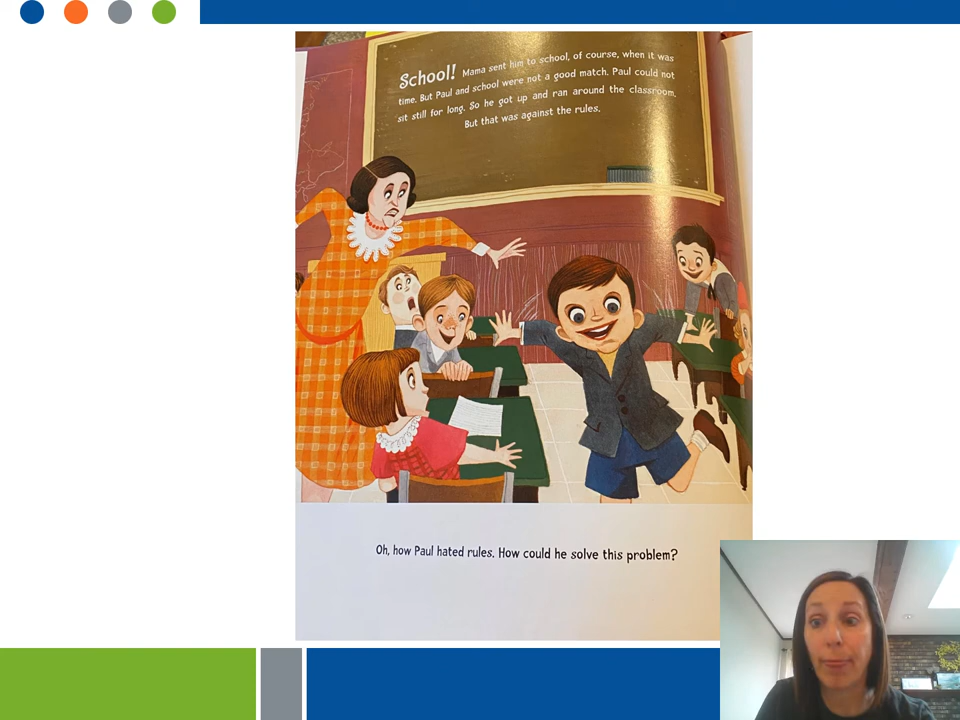 School! Mama sent him to school, of course, when it was
time. But Paul and school were not a good match. Paul could not
sit still for long. So he got up and ran around the classroom.
But that was against the rules.
Oh, how Paul hated rules. How could he solve this problem?